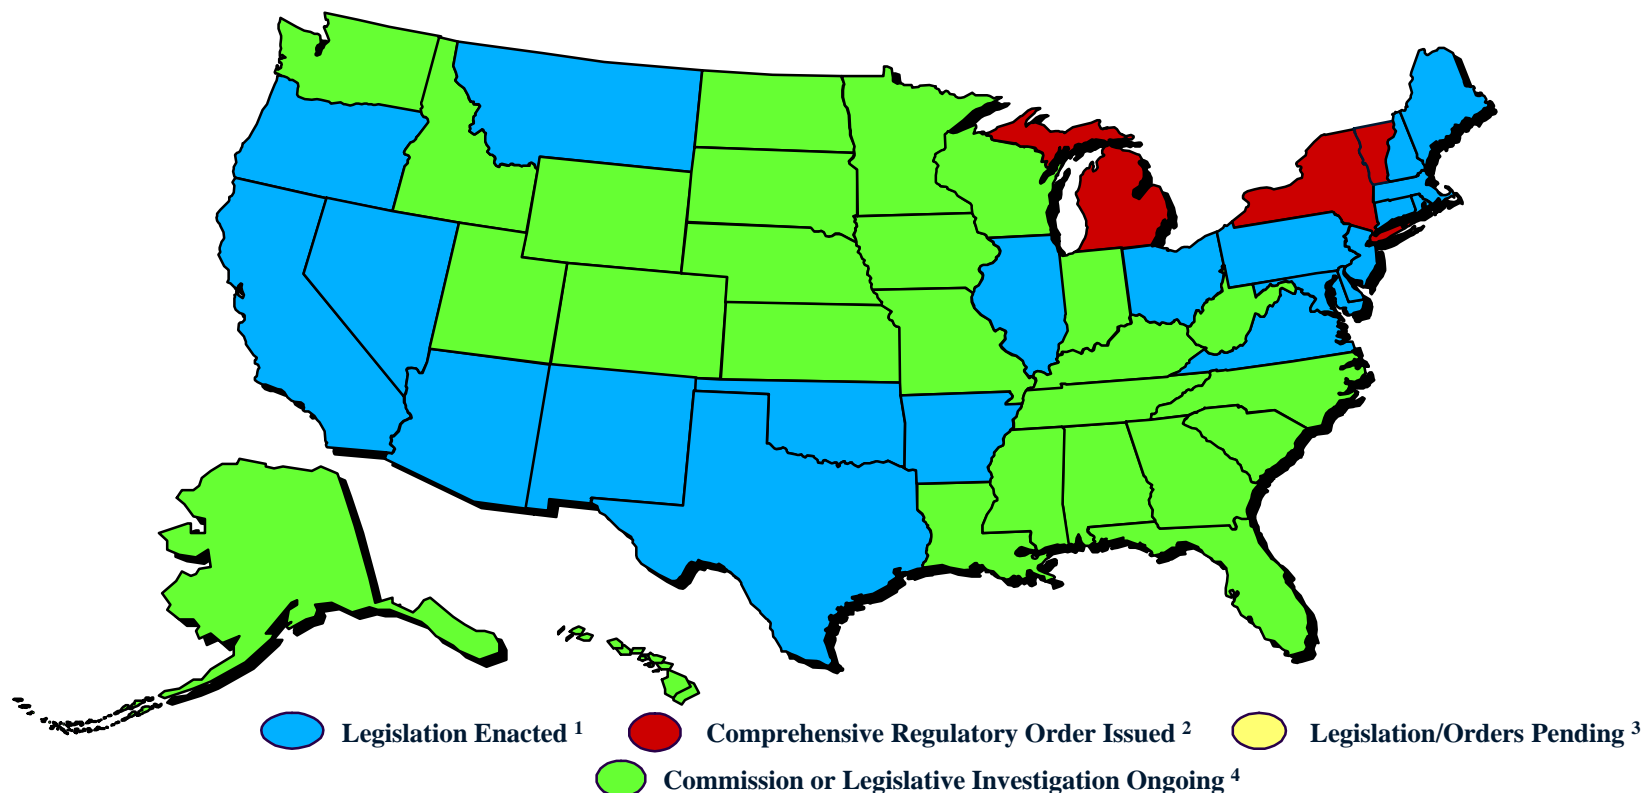 Legislation Enacted 1 Comprehensive Regulatory Order Issued 2 Legislation/Orders Pending 3
Commission or Legislative Investigation Ongoing 4